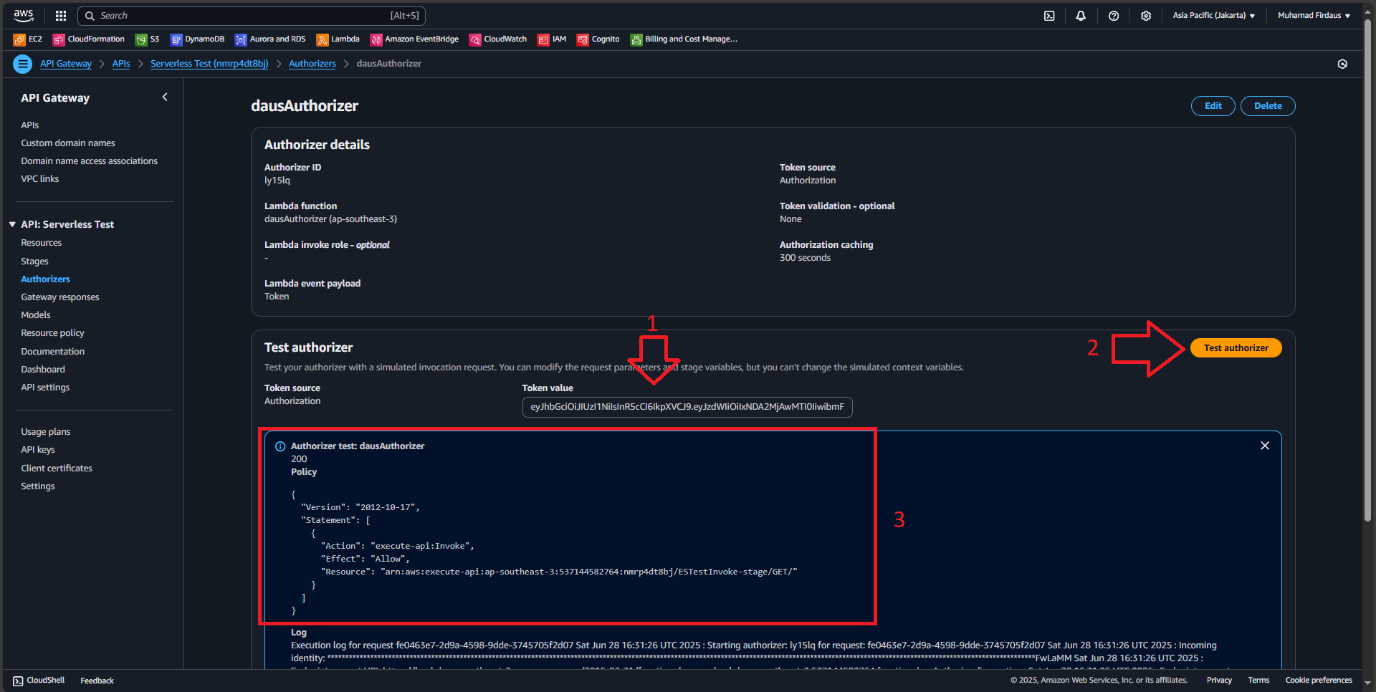 aws
Search [Alt+S]
Asia Pacific (Jakarta) ▼ Muhamad Firdaus ▼
EC2 CloudFormation S3 DynamoDB Aurora and RDS Lambda Amazon EventBridge CloudWatch IAM Cognito Billing and Cost Manage...
API Gateway > APIs > Serverless Test (nmrp4dt8bj) > Authorizers > dausAuthorizer
API Gateway
APIs
Custom domain names
Domain name access associations
VPC links
▼ API: Serverless Test
Resources
Stages
Authorizers
Gateway responses
Models
Resource policy
Documentation
Dashboard
API settings
Usage plans
API keys
Client certificates
Settings
dausAuthorizer
Edit Delete
Authorizer details
Authorizer ID
ly15lq
Token source
Authorization
Lambda function
dausAuthorizer (ap-southeast-3)
Token validation - optional
None
Lambda invoke role - optional
-
Authorization caching
300 seconds
Lambda event payload
Token
1
Test authorizer
2
Test authorizer
Test your authorizer with a simulated invocation request. You can modify the request parameters and stage variables, but you can't change the simulated context variables.
Token source
Authorization
Token value
Authorizer test: dausAuthorizer
200
Policy
{
"Version": "2012-10-17",
"Statement": [
{
"Action": "execute-api:Invoke",
"Effect": "Allow",
"Resource": "arn:aws:execute-api:ap-southeast-3:537144582764:nmrp4dt8bj/ESTestInvoke-stage/GET/"
}
]
}
3
Log
Execution log for request fe0463e7-2d9a-4598-9dde-3745705f2d07 Sat Jun 28 16:31:26 UTC 2025 : Starting authorizer: ly15lq for request: fe0463e7-2d9a-4598-9dde-3745705f2d07 Sat Jun 28 16:31:26 UTC 2025 : Incoming
FwLaMM Sat Jun 28 16:31:26 UTC 2025 :
CloudShell Feedback
© 2025, Amazon Web Services, Inc. or its affiliates. Privacy Terms Cookie preferences